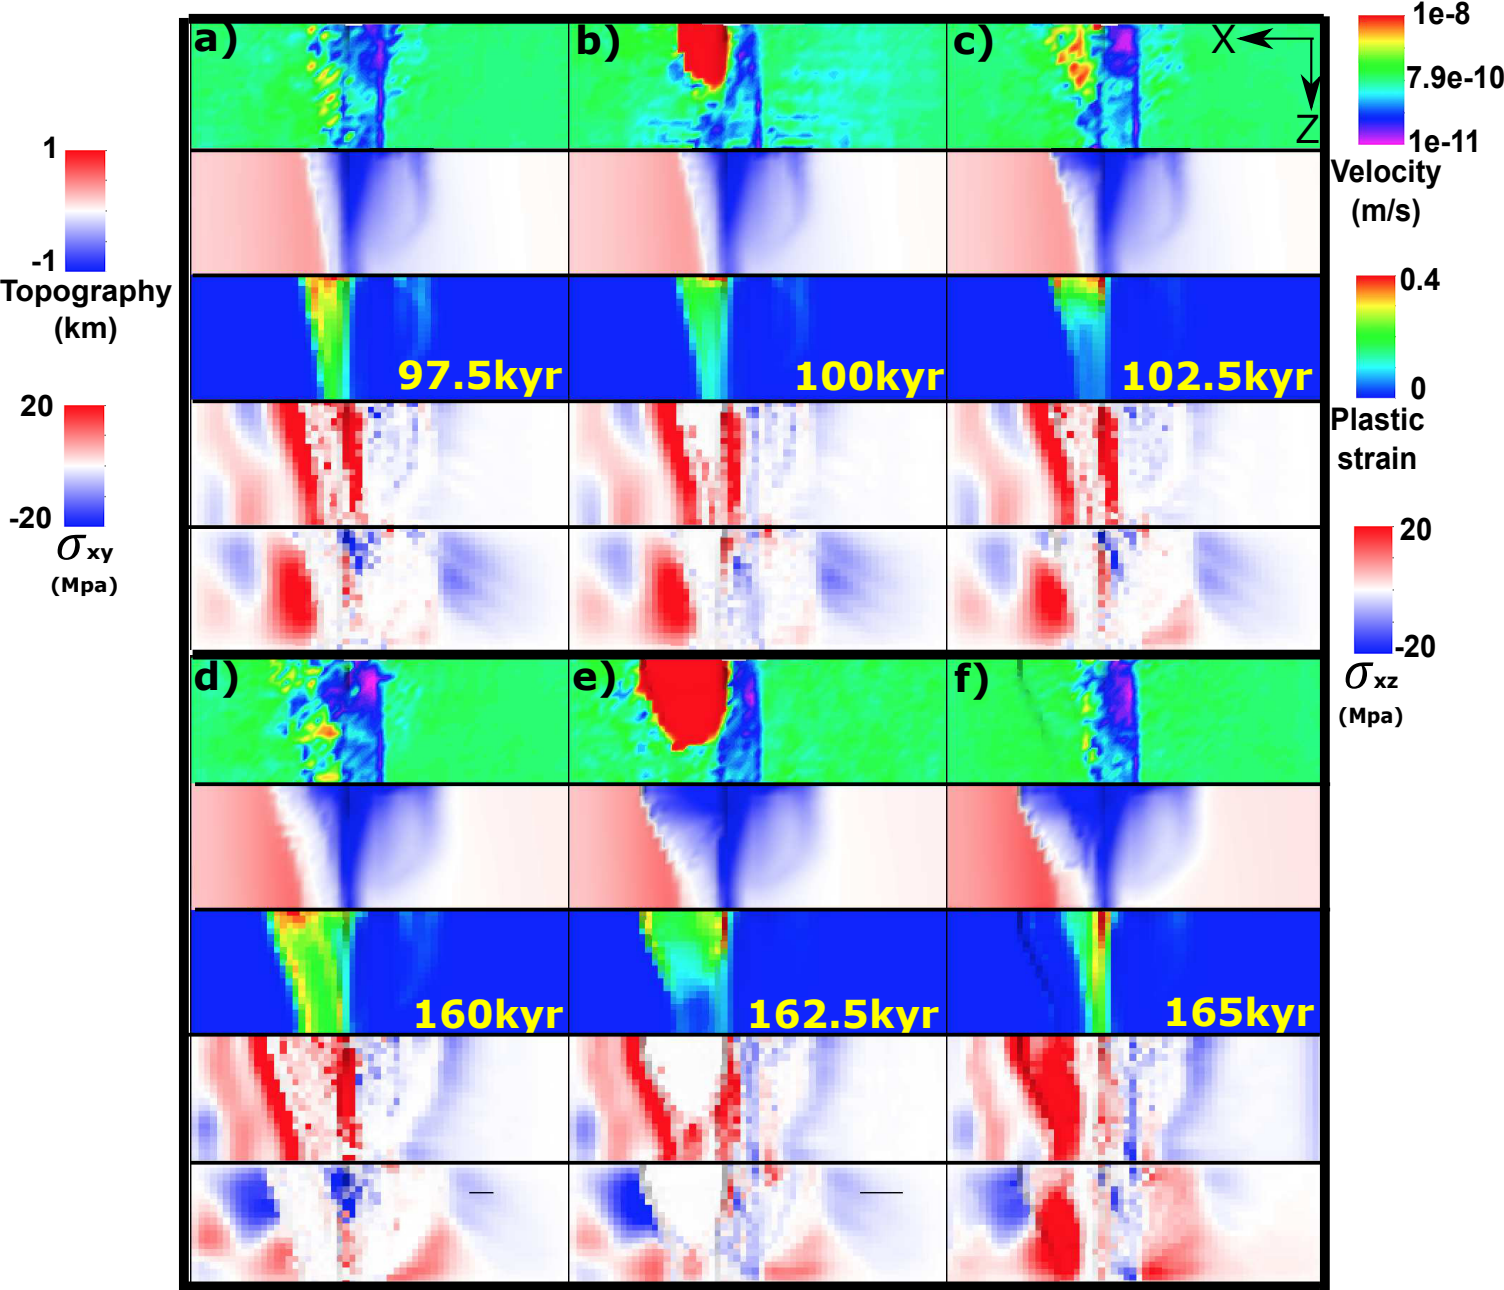 a)
b)
c)
X
Z
1e-8
7.9e-10
1e-11
Velocity
(m/s)
1
-1
Topography
(km)
97.5kyr
100kyr
102.5kyr
0.4
0
Plastic
strain
20
-20
σxy
(Mpa)
20
-20
σxz
(Mpa)
d)
e)
f)
160kyr
162.5kyr
165kyr